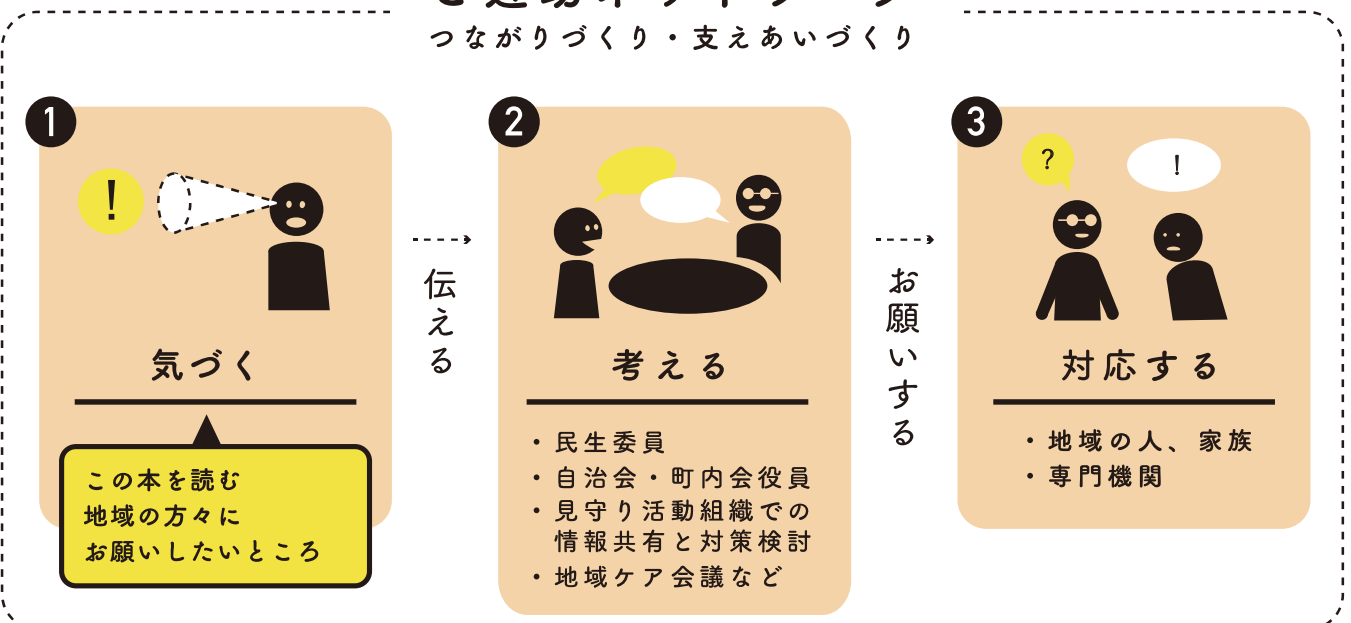 つながりづくり・支えあいづくり
1
!
気づく
この本を読む
地域の方々に
お願いしたいところ
伝える
2
考える
・民生委員
・自治会・町内会役員
・見守り活動組織での
情報共有と対策検討
・地域ケア会議など
お願いする
3
?
!
対応する
・地域の人、家族
・専門機関